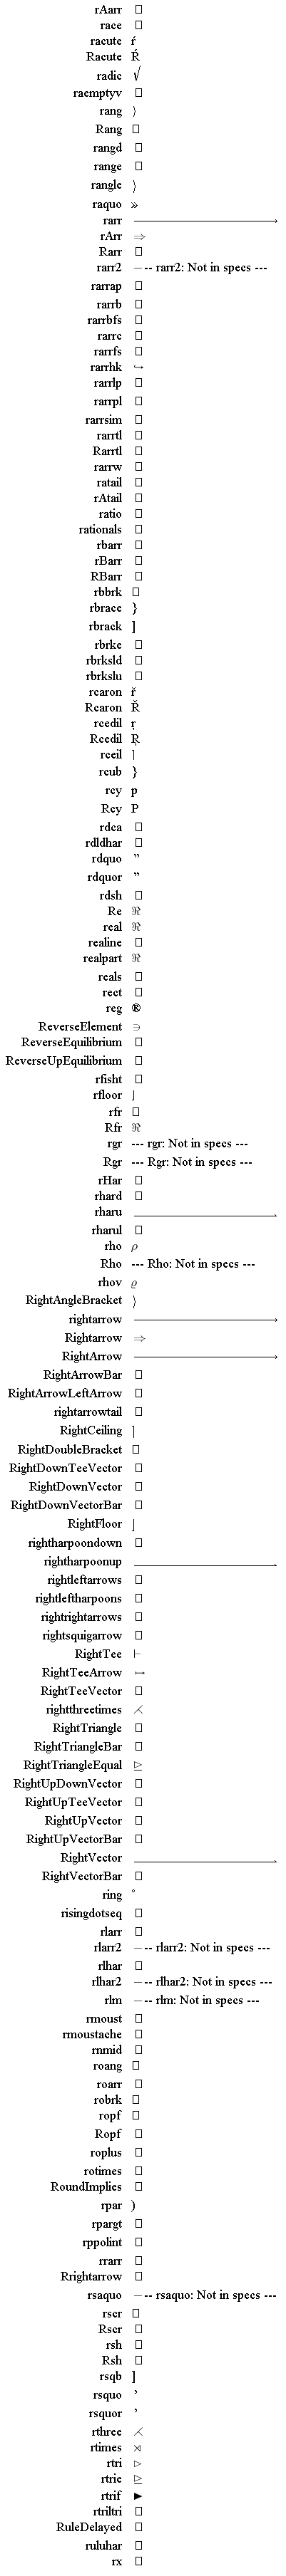 rAarr □
race □
racute ŕ
Racute Ŕ
radic √
raemptyv □
rang 〉
Rang □
rangd □
range □
rangle 〉
raquo »
rarr ⟶
rArr ⇒
Rarr □
rarr2 --- rarr2: Not in specs ---
rarrap □
rarrb □
rarrbfs □
rarrc □
rarrfs □
rarrhk ↪
rarrlp □
rarrpl □
rarrsim □
rarrtl □
Rarrtl □
rarrw □
ratail □
rAtail □
ratio □
rationals □
rbarr □
rBarr □
RBarr □
rbbrk □
rbrace }
rbrack ]
rbrke □
rbrksld □
rbrkslu □
rcaron ř
Rcaron Ř
rcedil ŗ
Rcedil Ŗ
rceil ⌉
rcub }
rcy р
Rcy Р
rdca □
rdldhar □
rdquo ”
rdquor ”
rdsh □
Re ℜ
real ℜ
realine □
realpart ℜ
reals □
rect □
reg ®
ReverseElement ∋
ReverseEquilibrium □
ReverseUpEquilibrium □
rfisht □
rfloor ⌋
rfr □
Rfr ℜ
rgr --- rgr: Not in specs ---
Rgr --- Rgr: Not in specs ---
rHar □
rhard □
rharu ⇀
rharul □
rho ρ
Rho --- Rho: Not in specs ---
rhov ϱ
RightAngleBracket 〉
rightarrow ⟶
Rightarrow ⇒
RightArrow ⟶
RightArrowBar □
RightArrowLeftArrow □
rightarrowtail □
RightCeiling ⌉
RightDoubleBracket □
RightDownTeeVector □
RightDownVector □
RightDownVectorBar □
RightFloor ⌋
rightharpoondown □
rightharpoonup ⇀
rightleftarrows □
rightleftharpoons □
rightrightarrows □
rightsquigarrow □
RightTee ⊢
RightTeeArrow ↦
RightTeeVector □
rightthreetimes ⋌
RightTriangle □
RightTriangleBar □
RightTriangleEqual ⊵
RightUpDownVector □
RightUpTeeVector □
RightUpVector □
RightUpVectorBar □
RightVector ⇀
RightVectorBar □
ring ˚
risingdotseq □
rlarr □
rlarr2 --- rlarr2: Not in specs ---
rlhar □
rlhar2 --- rlhar2: Not in specs ---
rlm --- rlm: Not in specs ---
rmoust □
rmoustache □
rnmid □
roang □
roarr □
robrk □
ropf □
Ropf □
roplus □
rotimes □
RoundImplies □
rpar )
rpargt □
rppolint □
rrarr □
Rrightarrow □
rsaquo --- rsaquo: Not in specs ---
rscr □
Rscr □
rsh □
Rsh □
rsqb ]
rsquo ’
rsquor ’
rthree ⋌
rtimes ⋊
rtri ▹
rtrie ⊵
rtrif ►
rtriltri □
RuleDelayed □
ruluhar □
rx □